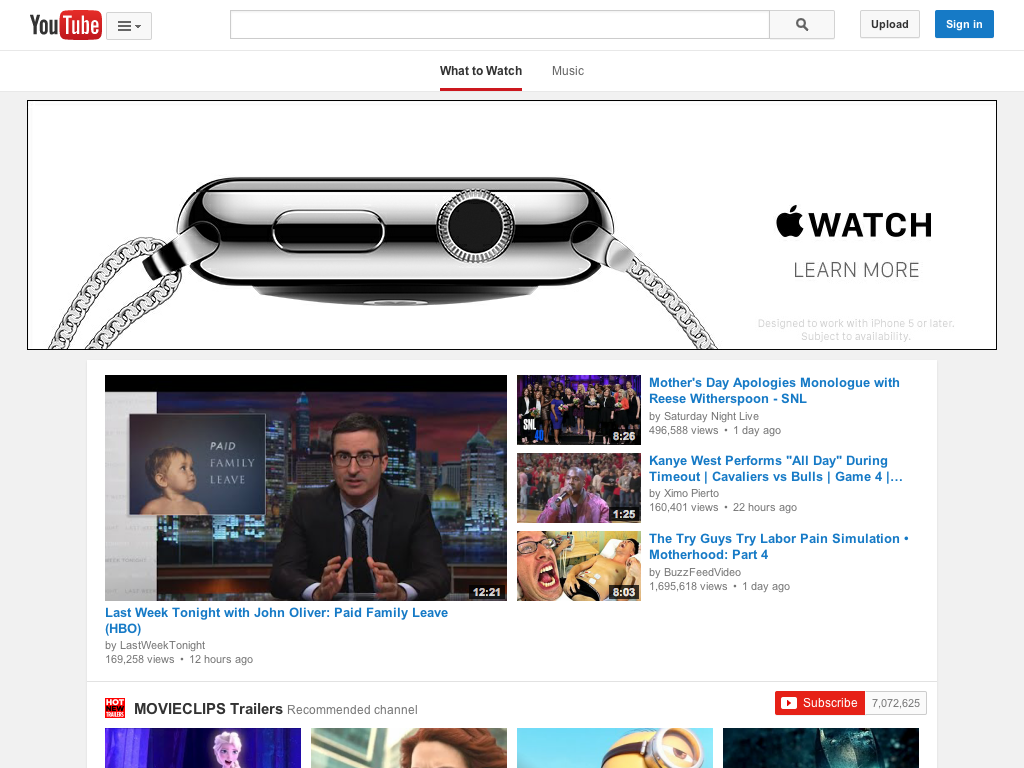 YouTube
Upload
Sign in
What to Watch
Music
WATCH
LEARN MORE
Designed to work with iPhone 5 or later.
Subject to availability.
PAID
FAMILY
LEAVE
12:21
Last Week Tonight with John Oliver: Paid Family Leave
(HBO)
by LastWeekTonight
169,258 views • 12 hours ago
SNL
8:26
Mother's Day Apologies Monologue with
Reese Witherspoon - SNL
by Saturday Night Live
496,588 views • 1 day ago
1:25
Kanye West Performs "All Day" During
Timeout | Cavaliers vs Bulls | Game 4 |...
by Ximo Pierto
160,401 views • 22 hours ago
8:03
The Try Guys Try Labor Pain Simulation •
Motherhood: Part 4
by BuzzFeedVideo
1,695,618 views • 1 day ago
HOT
NEW
TRAILERS
MOVIECLIPS Trailers Recommended channel
Subscribe
7,072,625